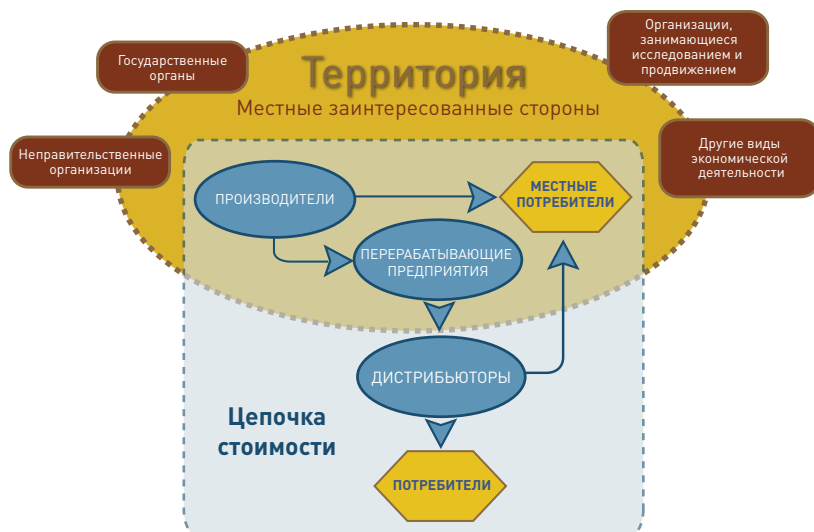 Государственные
органы
Организации,
занимающиеся
исследованием и
продвижением
Территория
Местные заинтересованные стороны
Неправительственные
организации
Другие виды
экономической
деятельности
ПРОИЗВОДИТЕЛИ
МЕСТНЫЕ
ПОТРЕБИТЕЛИ
ПЕРЕРАБАТЫВАЮЩИЕ
ПРЕДПРИЯТИЯ
ДИСТРИБЬЮТОРЫ
Цепочка
стоимости
ПОТРЕБИТЕЛИ